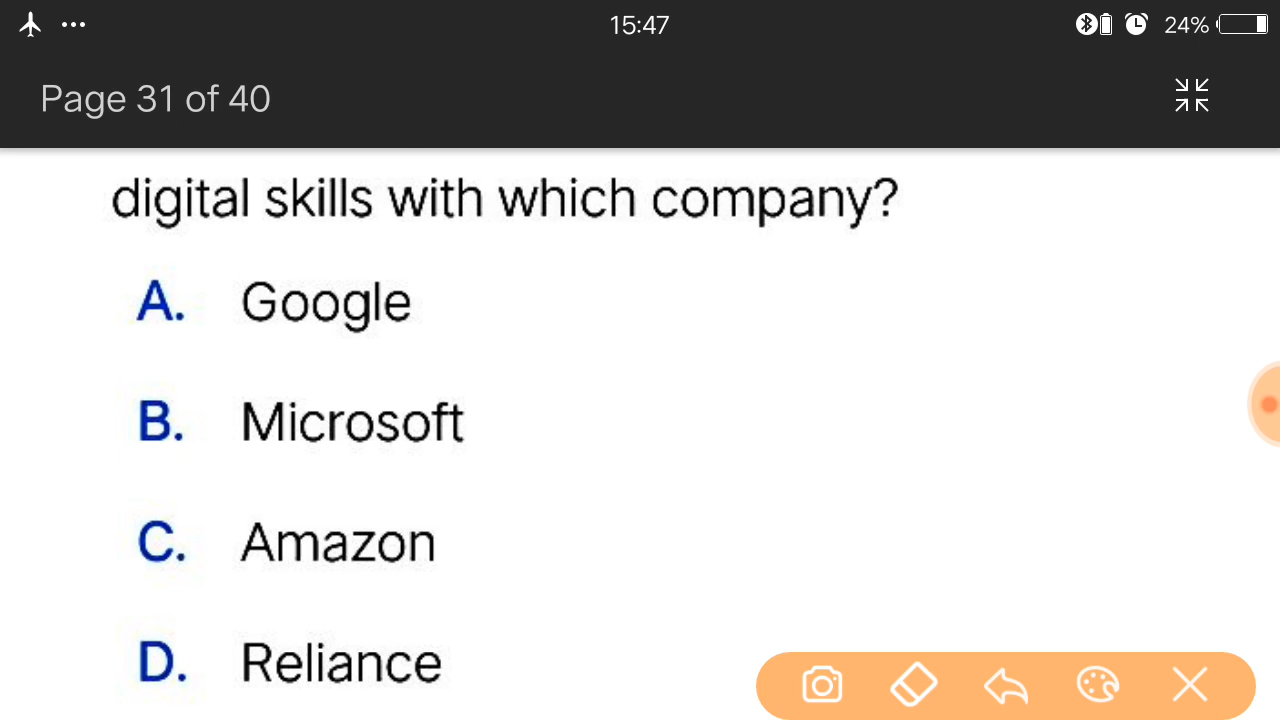 15:47
24%
Page 31 of 40
digital skills with which company?
A. Google
B. Microsoft
C. Amazon
D. Reliance